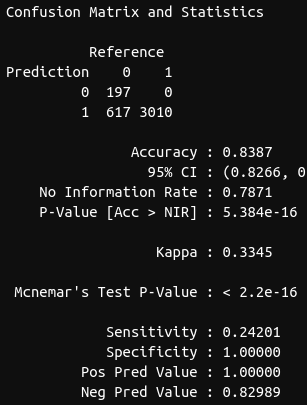 Confusion Matrix and Statistics
Reference
Prediction 0 1
0 197 0
1 617 3010
Accuracy : 0.8387
95% CI : (0.8266, 0
No Information Rate : 0.7871
P-Value [Acc > NIR] : 5.384e-16
Kappa : 0.3345
Mcnemar's Test P-Value : < 2.2e-16
Sensitivity : 0.24201
Specificity : 1.00000
Pos Pred Value : 1.00000
Neg Pred Value : 0.82989